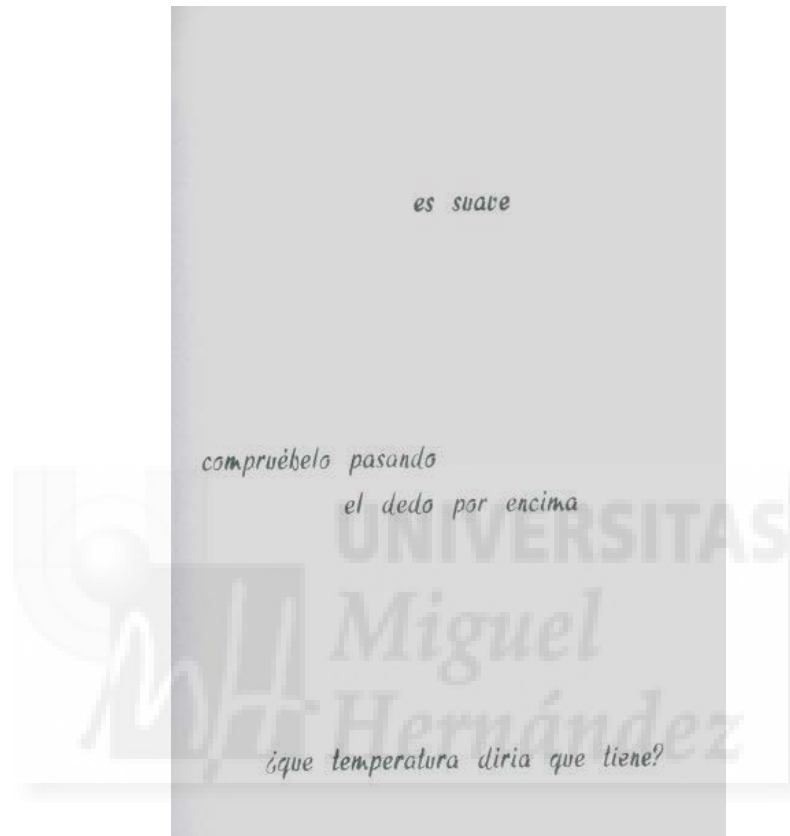 es suave
compruébelo pasando
el dedo por encima
UNIVERSITAS
Miguel
Hernández
¿que temperatura diria que tiene?